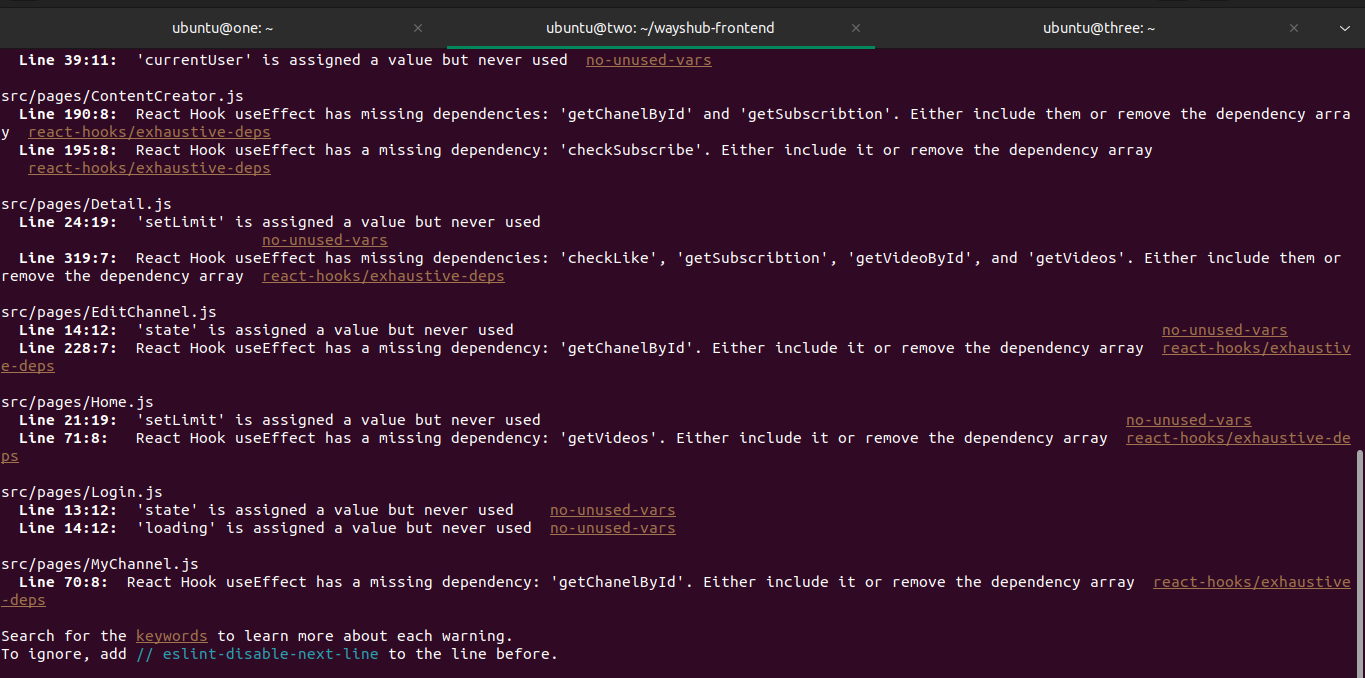 ubuntu@one: ~
ubuntu@two: ~/wayshub-frontend
ubuntu@three: ~
Line 39:11: 'currentUser' is assigned a value but never used no-unused-vars
src/pages/ContentCreator.js
Line 190:8: React Hook useEffect has missing dependencies: 'getChanelById' and 'getSubscribtion'. Either include them or remove the dependency arra
y react-hooks/exhaustive-deps
Line 195:8: React Hook useEffect has a missing dependency: 'checkSubscribe'. Either include it or remove the dependency array
react-hooks/exhaustive-deps
src/pages/Detail.js
Line 24:19: 'setLimit' is assigned a value but never used
no-unused-vars
Line 319:7: React Hook useEffect has missing dependencies: 'checkLike', 'getSubscribtion', 'getVideoById', and 'getVideos'. Either include them or
remove the dependency array react-hooks/exhaustive-deps
src/pages/EditChannel.js
Line 14:12: 'state' is assigned a value but never used no-unused-vars
Line 228:7: React Hook useEffect has a missing dependency: 'getChanelById'. Either include it or remove the dependency array react-hooks/exhaustiv
e-deps
src/pages/Home.js
Line 21:19: 'setLimit' is assigned a value but never used no-unused-vars
Line 71:8: React Hook useEffect has a missing dependency: 'getVideos'. Either include it or remove the dependency array react-hooks/exhaustive-de
ps
src/pages/Login.js
Line 13:12: 'state' is assigned a value but never used no-unused-vars
Line 14:12: 'loading' is assigned a value but never used no-unused-vars
src/pages/MyChannel.js
Line 70:8: React Hook useEffect has a missing dependency: 'getChanelById'. Either include it or remove the dependency array react-hooks/exhaustive
-deps
Search for the keywords to learn more about each warning.
To ignore, add // eslint-disable-next-line to the line before.